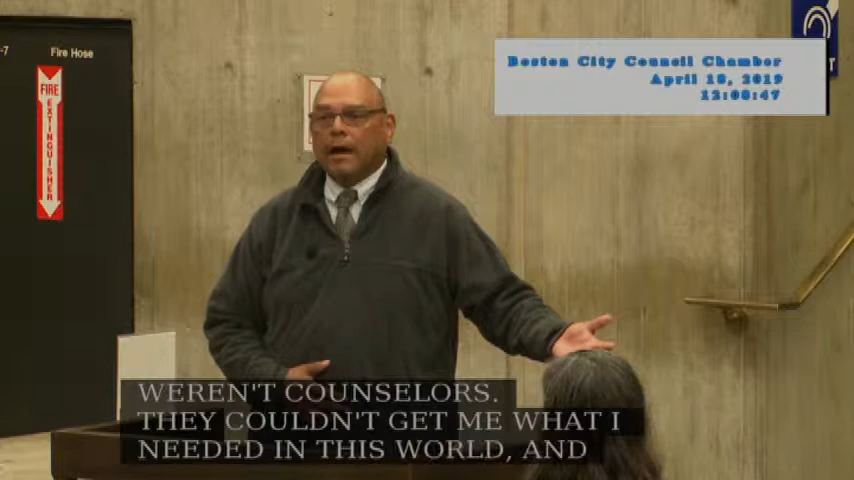 -7
Fire Hose
FIRE
EXTINGUISHER
Boston City Council Chamber
April 18, 2019
12:08:47
WEREN'T COUNSELORS.
THEY COULDN'T GET ME WHAT I
NEEDED IN THIS WORLD, AND